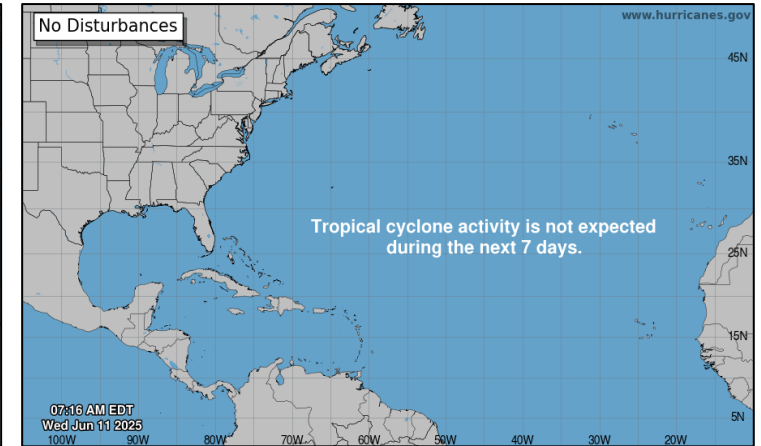 No Disturbances
www.hurricanes.gov
45N
35N
Tropical cyclone activity is not expected
during the next 7 days.
25N
15N
07:16 AM EDT
Wed Jun 11 2025
5N
100W 90W 80W 70W 60W 50W 40W 30W 20W